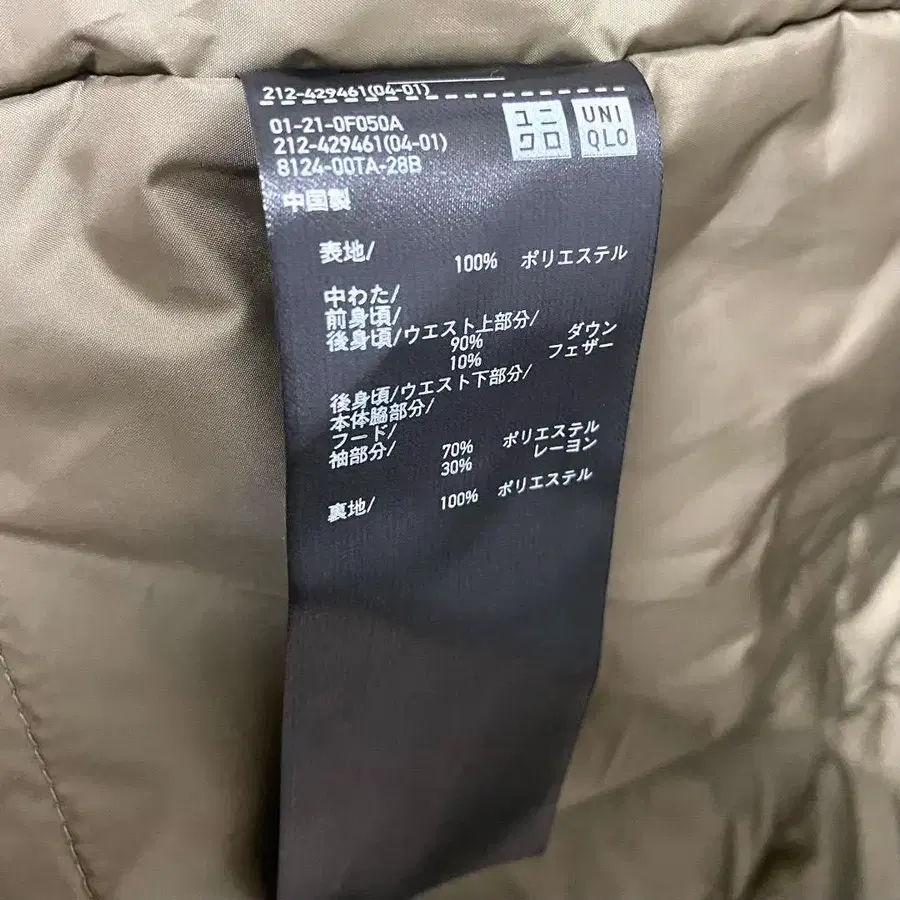 212-429461(04-01)
ユニ
クロ
UNI
QLO
01-21-0F050A
212-429461(04-01)
8124-00TA-28B
中国製
表地/ 100% ポリエステル
中わた/
前身頃/
後身頃/ウエスト上部分/
90% ダウン
10% フェザー
後身頃/ウエスト下部分/
本体脇部分/
フード/
袖部分/ 70% ポリエステル
30% レーヨン
裏地/ 100% ポリエステル